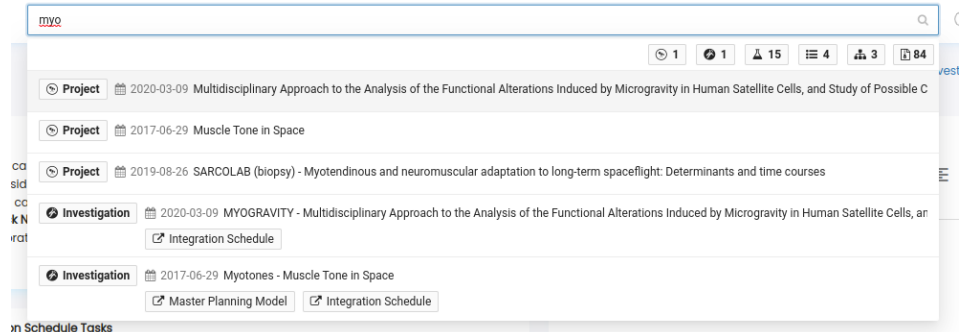 myo
1 1 15 4 3 84
Project 2020-03-09 Multidisciplinary Approach to the Analysis of the Functional Alterations Induced by Microgravity in Human Satellite Cells, and Study of Possible C
Project 2017-06-29 Muscle Tone in Space
Project 2019-08-26 SARCOLAB (biopsy) - Myotendinous and neuromuscular adaptation to long-term spaceflight: Determinants and time courses
Investigation 2020-03-09 MYOGRAVITY - Multidisciplinary Approach to the Analysis of the Functional Alterations Induced by Microgravity in Human Satellite Cells, an
Integration Schedule
Investigation 2017-06-29 Myotones - Muscle Tone in Space
Master Planning Model Integration Schedule
on Schedule Tasks